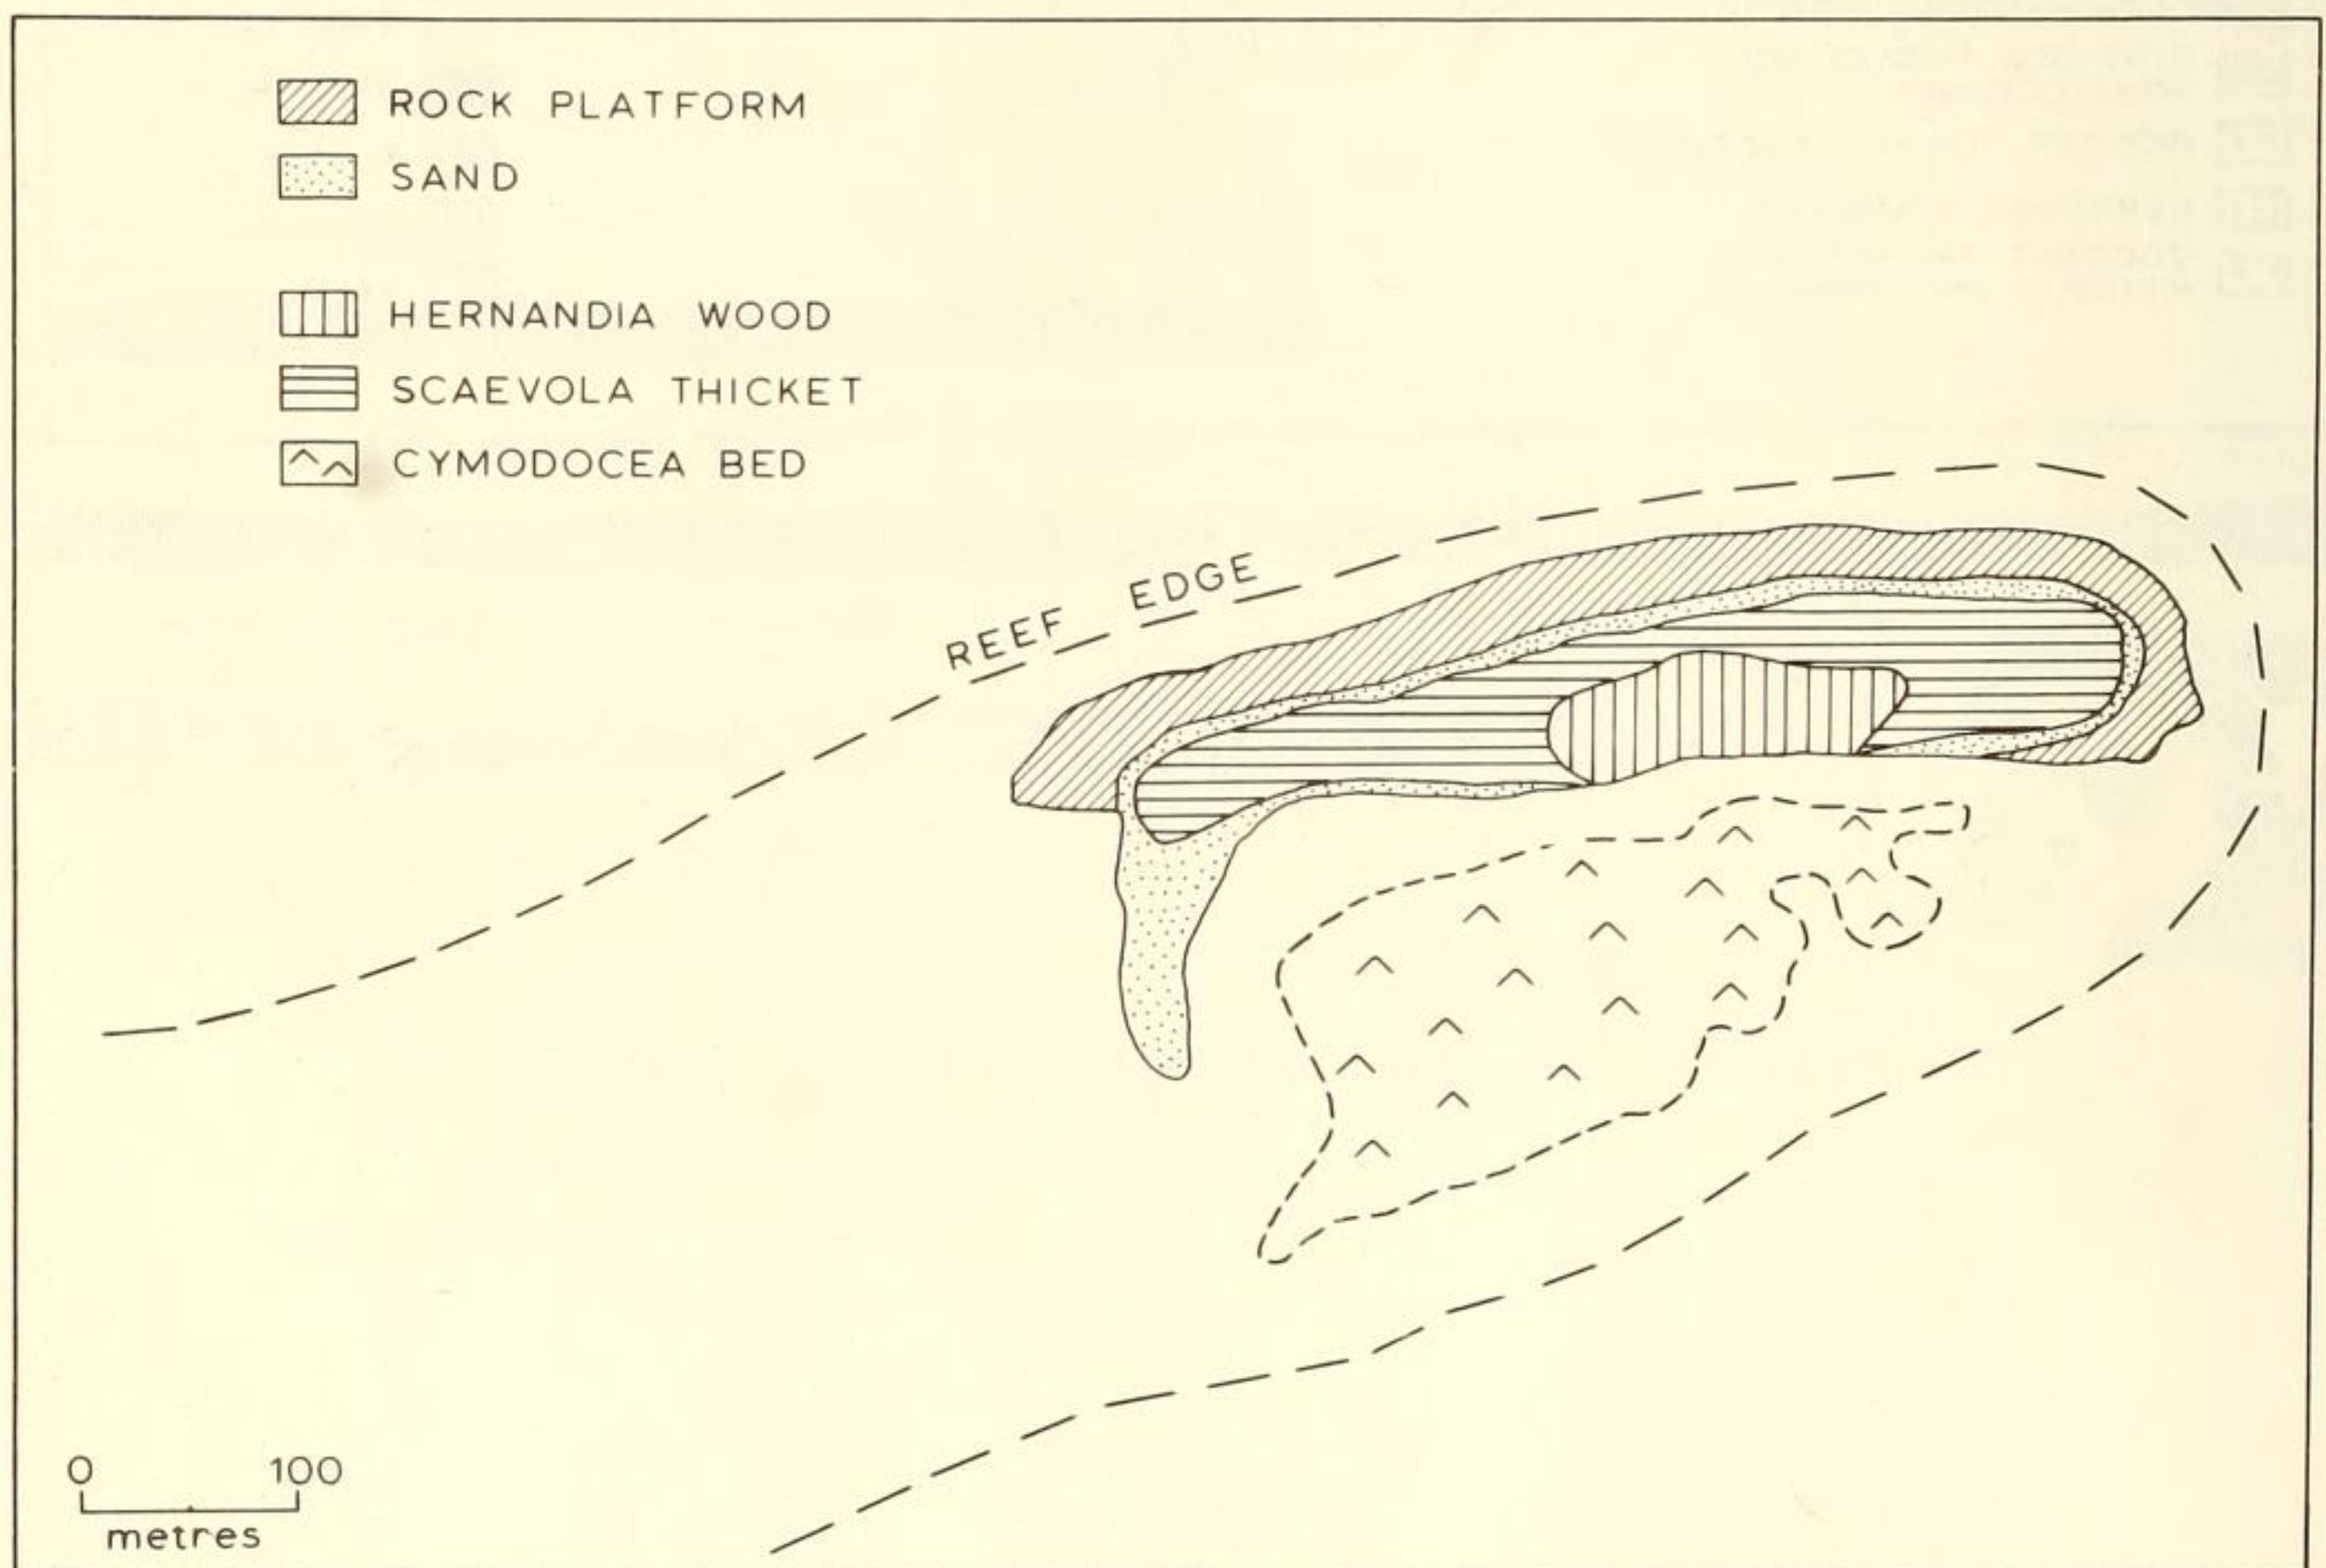 ROCK PLATFORM
SAND
HERNANDIA WOOD
SCAEVOLA THICKET
CYMODOCEA BED
REEF EDGE
0 100
metres